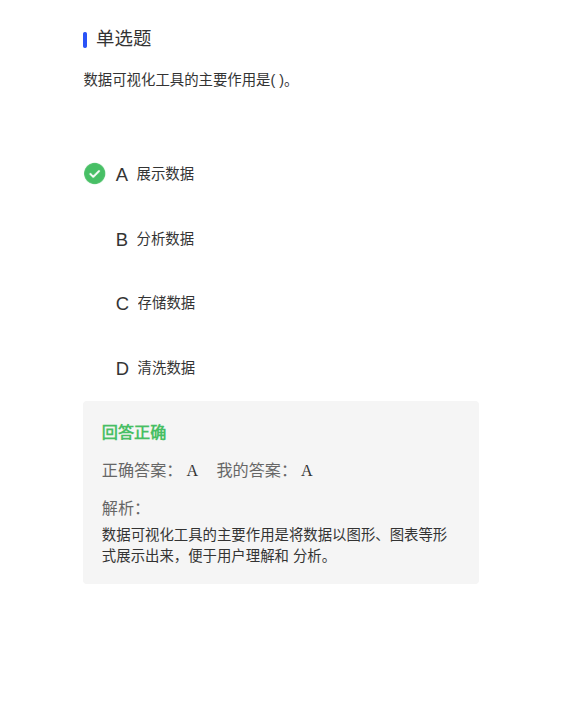 单选题
数据可视化工具的主要作用是( )。
A 展示数据
B 分析数据
C 存储数据
D 清洗数据
回答正确
正确答案： A 我的答案： A
解析：
数据可视化工具的主要作用是将数据以图形、图表等形
式展示出来，便于用户理解和 分析。